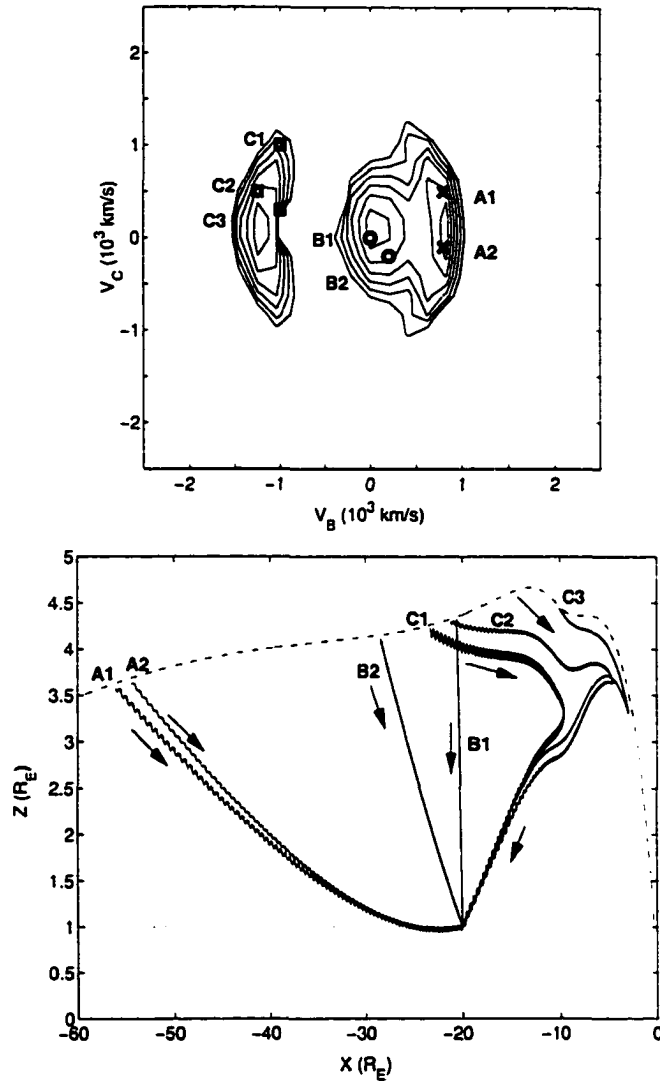 2
1
0
-1
-2
V_C (10^3 km/s)
C1
C2
C3
B1
B2
A1
A2
-2 -1 0 1 2
V_B (10^3 km/s)
5
4.5
4
3.5
3
2.5
2
1.5
1
0.5
0
Z (R_E)
A1 A2
B2
C1
C2
C3
B1
-60 -50 -40 -30 -20 -10 0
X (R_E)